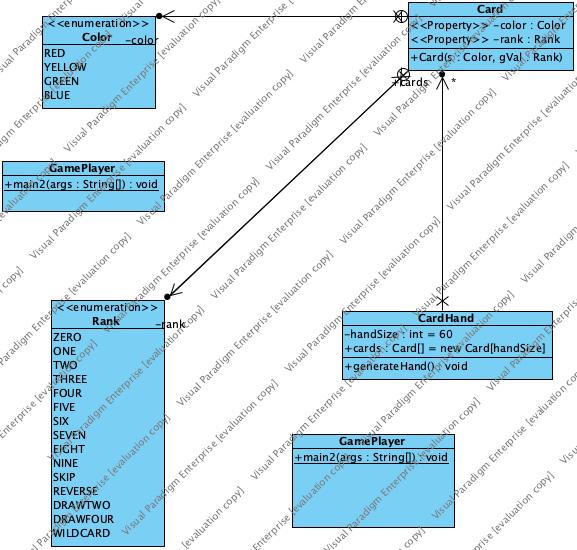 <<enumeration>>
Color
RED
YELLOW
GREEN
BLUE
-color
Card
<<Property>> -color : Color
<<Property>> -rank : Rank
+Card(s : Color, gVal : Rank)
+cards
*
GamePlayer
+main2(args : String[]) : void
<<enumeration>>
Rank
ZERO
ONE
TWO
THREE
FOUR
FIVE
SIX
SEVEN
EIGHT
NINE
SKIP
REVERSE
DRAWTWO
DRAWFOUR
WILDCARD
-rank
CardHand
-handSize : int = 60
+cards : Card[] = new Card[handSize]
+generateHand() : void
GamePlayer
+main2(args : String[]) : void
Visual Paradigm Enterprise [evaluation copy]